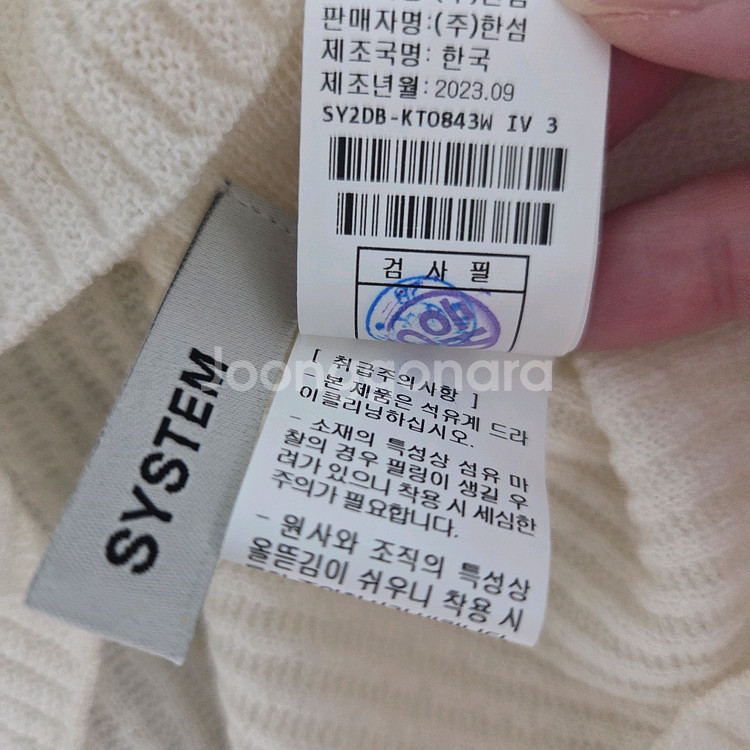 (주)한섬
판매자명:(주)한섬
제조국명: 한국
제조년월: 2023.09
SY2DB-KT0843W IV 3
검 사 필
SYSTEM
Joongonara
[ 취급주의사항 ]
- 본 제품은 석유계 드라
이클리닝하십시오.
- 소재의 특성상 섬유 마
찰의 경우 필링이 생길 우
려가 있으니 착용 시 세심한
주의가 필요합니다.
- 원사와 조직의 특성상
올뜯김이 쉬우니 착용 시